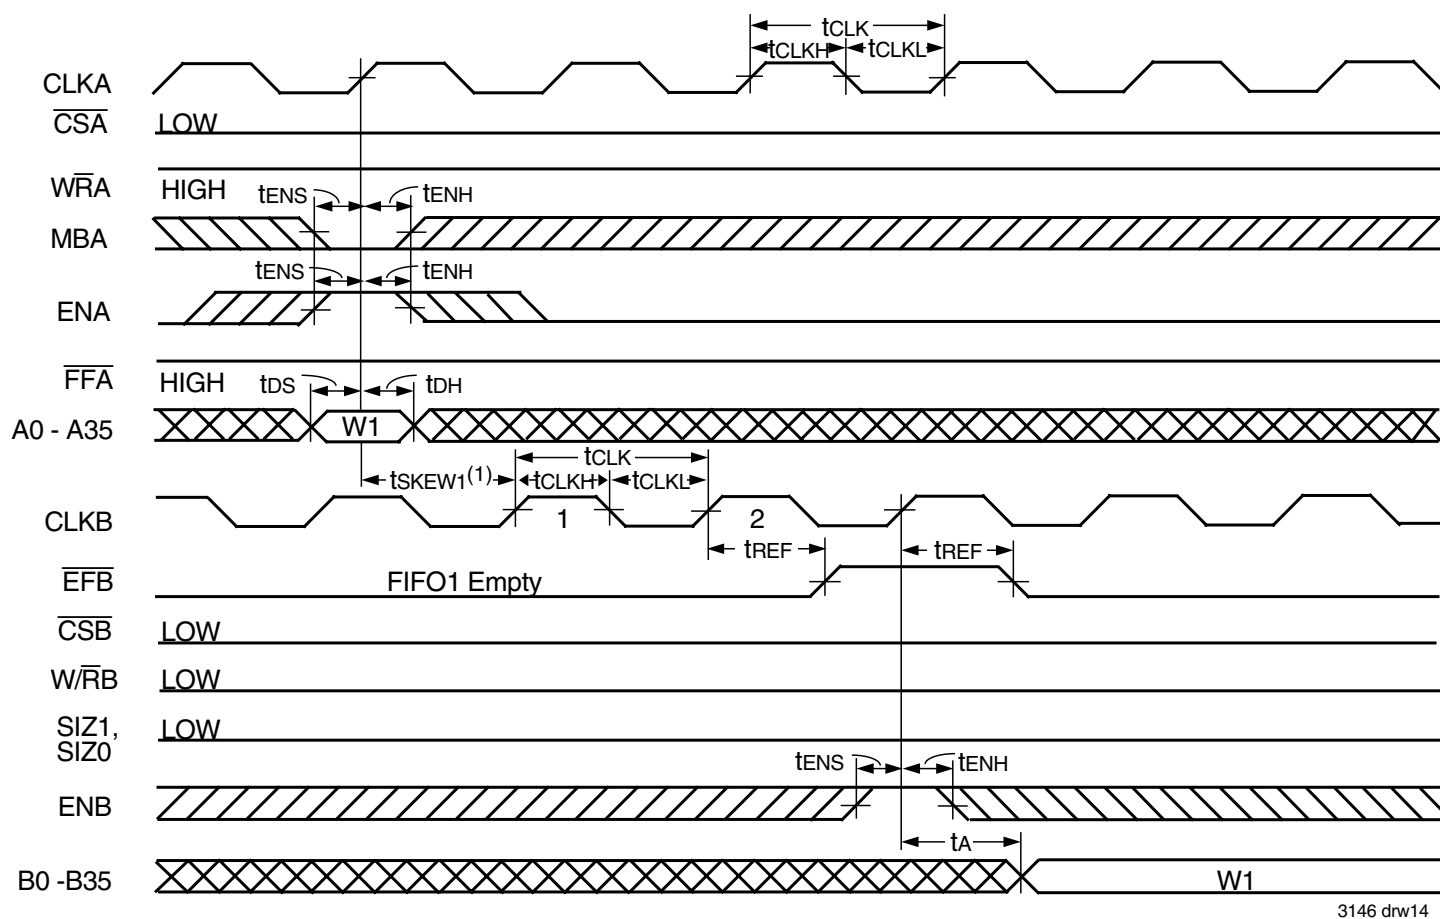 tCLK
tCLKH tCLKL
CLKA
CSA LOW
WRA HIGH
tENS tENH
MBA
tENS tENH
ENA
FFA HIGH
tDS tDH
A0 - A35 W1
tCLK
tSKEW1(1) tCLKH tCLKL
CLKB 1 2
tREF tREF
EFB FIFO1 Empty
CSB LOW
W/RB LOW
SIZ1, LOW
SIZ0
tENS tENH
ENB
tA
B0 -B35 W1
3146 drw14